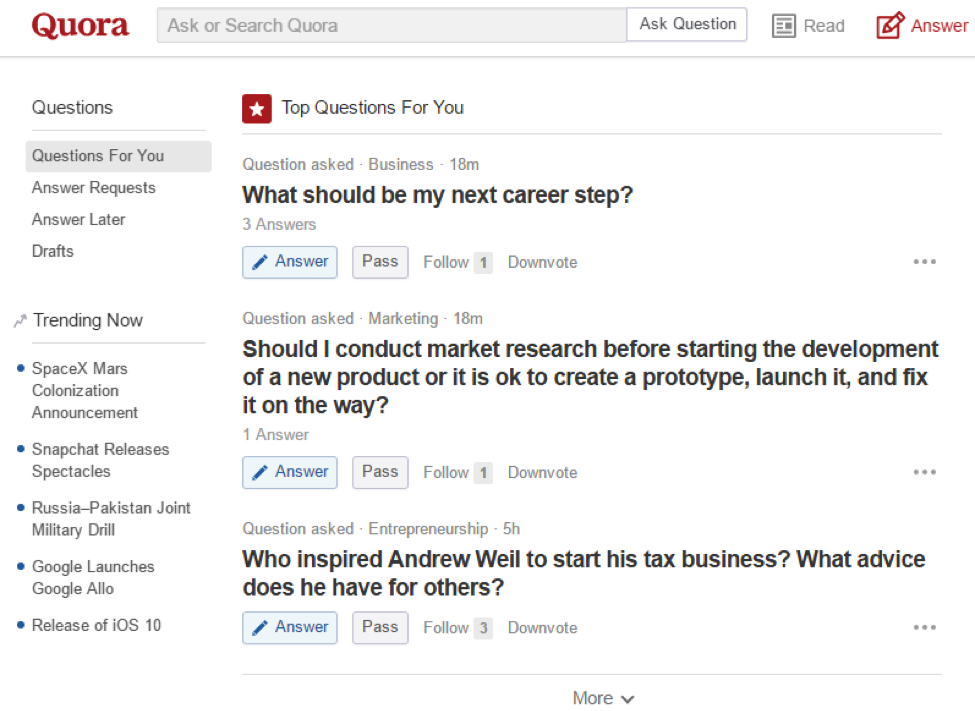 Quora
Ask or Search Quora
Ask Question
Read
Answer
Questions
Questions For You
Answer Requests
Answer Later
Drafts
Trending Now
SpaceX Mars
Colonization
Announcement
Snapchat Releases
Spectacles
Russia–Pakistan Joint
Military Drill
Google Launches
Google Allo
Release of iOS 10
Top Questions For You
Question asked · Business · 18m
What should be my next career step?
3 Answers
Answer Pass Follow 1 Downvote
Question asked · Marketing · 18m
Should I conduct market research before starting the development
of a new product or it is ok to create a prototype, launch it, and fix
it on the way?
1 Answer
Answer Pass Follow 1 Downvote
Question asked · Entrepreneurship · 5h
Who inspired Andrew Weil to start his tax business? What advice
does he have for others?
Answer Pass Follow 3 Downvote
More